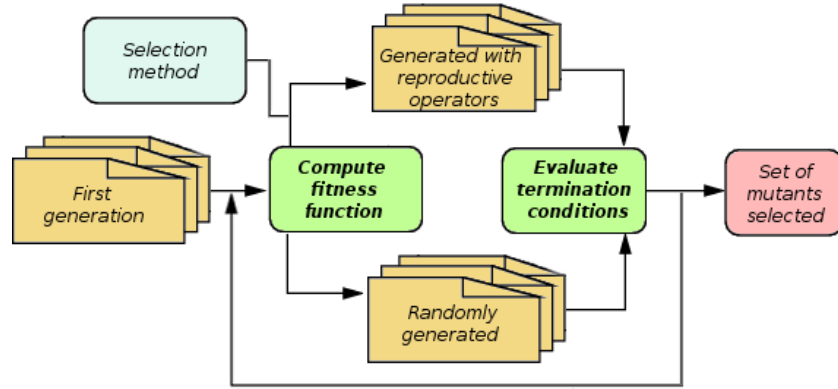 Selection
method
Generated with
reproductive
operators
First
generation
Compute
fitness
function
Evaluate
termination
conditions
Set of
mutants
selected
Randomly
generated